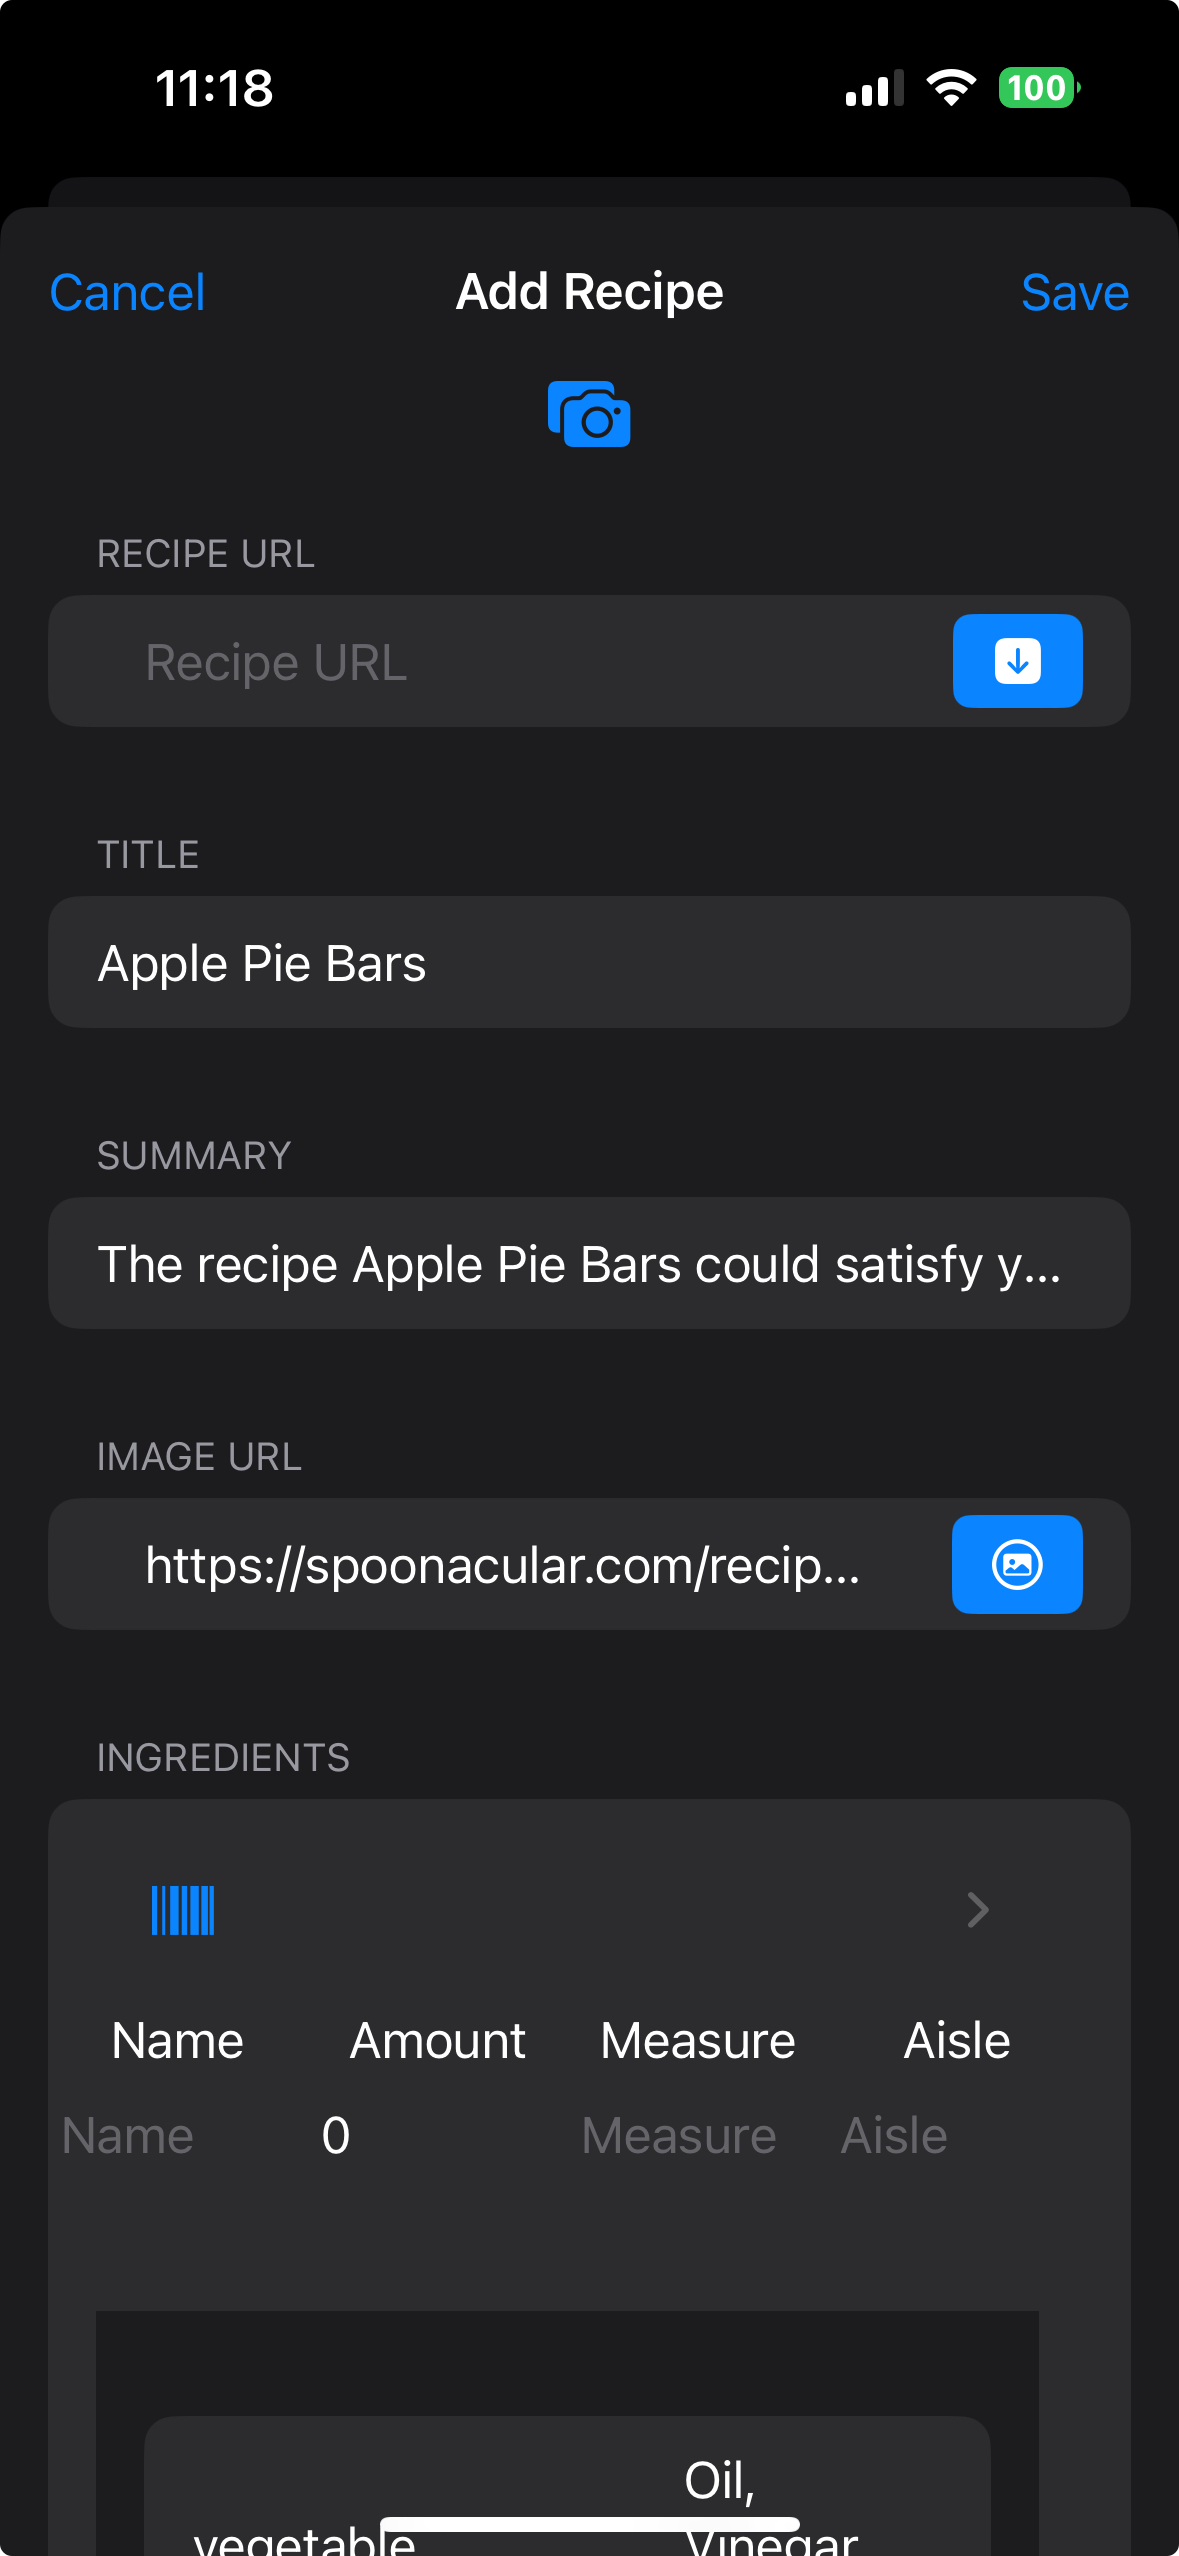 11:18
100
Cancel
Add Recipe
Save
RECIPE URL
Recipe URL
TITLE
Apple Pie Bars
SUMMARY
The recipe Apple Pie Bars could satisfy y...
IMAGE URL
https://spoonacular.com/recip...
INGREDIENTS
Name Amount Measure Aisle
Name 0 Measure Aisle
Oil,
vegetable Vinegar